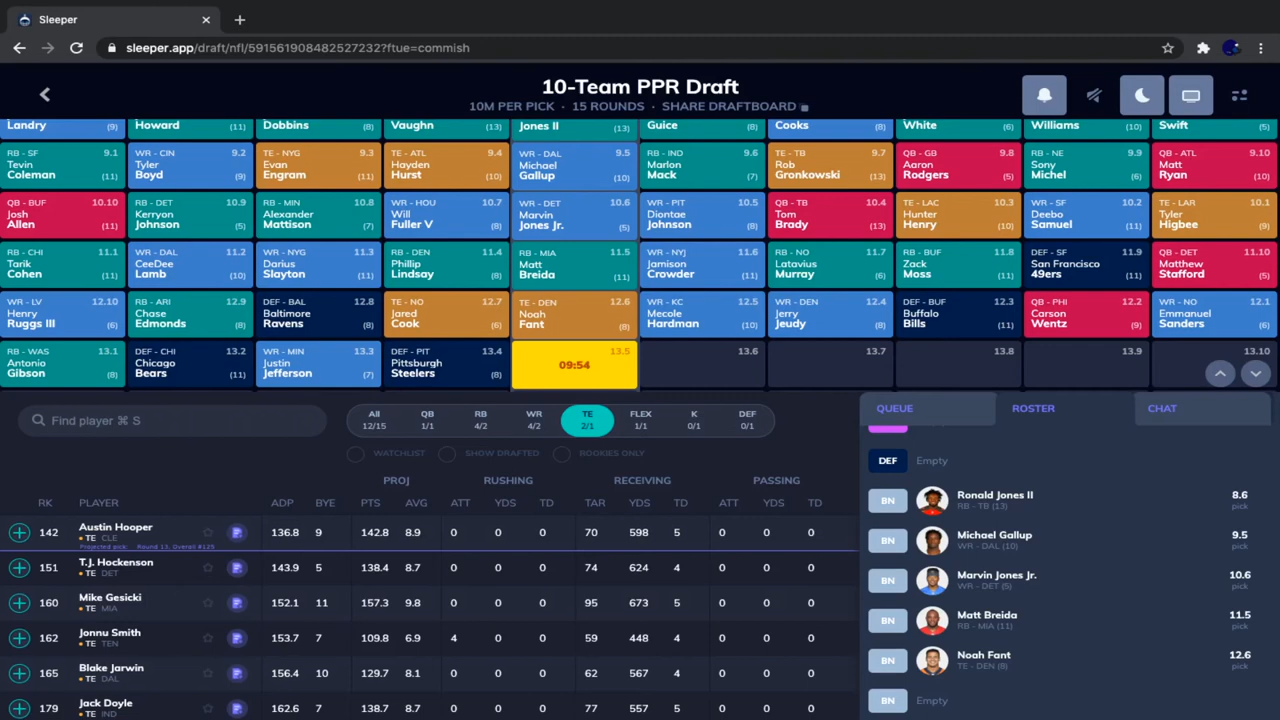 Sleeper
sleeper.app/draft/nfl/591561908482527232?ftue=commish
10-Team PPR Draft
10M PER PICK · 15 ROUNDS · SHARE DRAFTBOARD
Landry (9) Howard (11) Dobbins (8) Vaughn (13) Jones II (13) Guice (8) Cooks (8) White (6) Williams (10) Swift (5)
RB - SF 9.1 WR - CIN 9.2 TE - NYG 9.3 TE - ATL 9.4 WR - DAL 9.5 RB - IND 9.6 TE - TB 9.7 QB - GB 9.8 RB - NE 9.9 QB - ATL 9.10
Tevin Tyler Evan Hayden Michael Marlon Rob Aaron Sony Matt
Coleman (11) Boyd (9) Engram (11) Hurst (10) Gallup (10) Mack (7) Gronkowski (13) Rodgers (5) Michel (6) Ryan (10)
QB - BUF 10.10 RB - DET 10.9 RB - MIN 10.8 WR - HOU 10.7 WR - DET 10.6 WR - PIT 10.5 QB - TB 10.4 TE - LAC 10.3 WR - SF 10.2 TE - LAR 10.1
Josh Kerryon Alexander Will Marvin Diontae Tom Hunter Deebo Tyler
Allen (11) Johnson (5) Mattison (7) Fuller V (8) Jones Jr. (5) Johnson (8) Brady (13) Henry (10) Samuel (11) Higbee (9)
RB - CHI 11.1 WR - DAL 11.2 WR - NYG 11.3 RB - DEN 11.4 RB - MIA 11.5 WR - NYJ 11.6 RB - NO 11.7 RB - BUF 11.8 DEF - SF 11.9 QB - DET 11.10
Tarik CeeDee Darius Phillip Matt Jamison Latavius Zack San Francisco Matthew
Cohen (11) Lamb (10) Slayton (11) Lindsay (8) Breida (11) Crowder (11) Murray (6) Moss (11) 49ers (11) Stafford (5)
WR - LV 12.10 RB - ARI 12.9 DEF - BAL 12.8 TE - NO 12.7 TE - DEN 12.6 WR - KC 12.5 WR - DEN 12.4 DEF - BUF 12.3 QB - PHI 12.2 WR - NO 12.1
Henry Chase Baltimore Jared Noah Mecole Jerry Buffalo Carson Emmanuel
Ruggs III (6) Edmonds (8) Ravens (8) Cook (6) Fant (8) Hardman (10) Jeudy (8) Bills (11) Wentz (9) Sanders (6)
RB - WAS 13.1 DEF - CHI 13.2 WR - MIN 13.3 DEF - PIT 13.4 13.5 13.6 13.7 13.8 13.9 13.10
Antonio Chicago Justin Pittsburgh 09:54
Gibson (8) Bears (11) Jefferson (7) Steelers (8)
Find player ⌘ S
All QB RB WR TE FLEX K DEF
12/15 1/1 4/2 4/2 2/1 1/1 0/1 0/1
WATCHLIST SHOW DRAFTED ROOKIES ONLY
PROJ RUSHING RECEIVING PASSING
RK PLAYER ADP BYE PTS AVG ATT YDS TD TAR YDS TD ATT YDS TD
142 Austin Hooper 136.8 9 142.8 8.9 0 0 0 70 598 5 0 0 0
TE CLE
Projected pick: Round 13, Overall #125
151 T.J. Hockenson 143.9 5 138.4 8.7 0 0 0 74 624 4 0 0 0
TE DET
160 Mike Gesicki 152.1 11 157.3 9.8 0 0 0 95 673 5 0 0 0
TE MIA
162 Jonnu Smith 153.7 7 109.8 6.9 4 0 0 59 448 4 0 0 0
TE TEN
165 Blake Jarwin 156.4 10 129.7 8.1 0 0 0 62 567 4 0 0 0
TE DAL
179 Jack Doyle 162.6 7 138.7 8.7 0 0 0 77 557 5 0 0 0
TE IND
QUEUE ROSTER CHAT
DEF Empty
BN Ronald Jones II 8.6
RB - TB (13) pick
BN Michael Gallup 9.5
WR - DAL (10) pick
BN Marvin Jones Jr. 10.6
WR - DET (5) pick
BN Matt Breida 11.5
RB - MIA (11) pick
BN Noah Fant 12.6
TE - DEN (8) pick
BN Empty